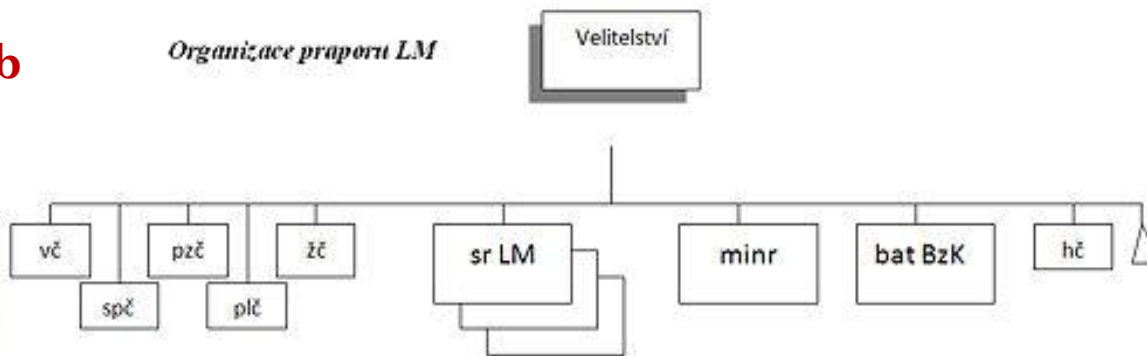 b
Organizace praporu LM
Velitelství
vč
pzč
žč
sr LM
minr
bat BzK
hč
spč
plč